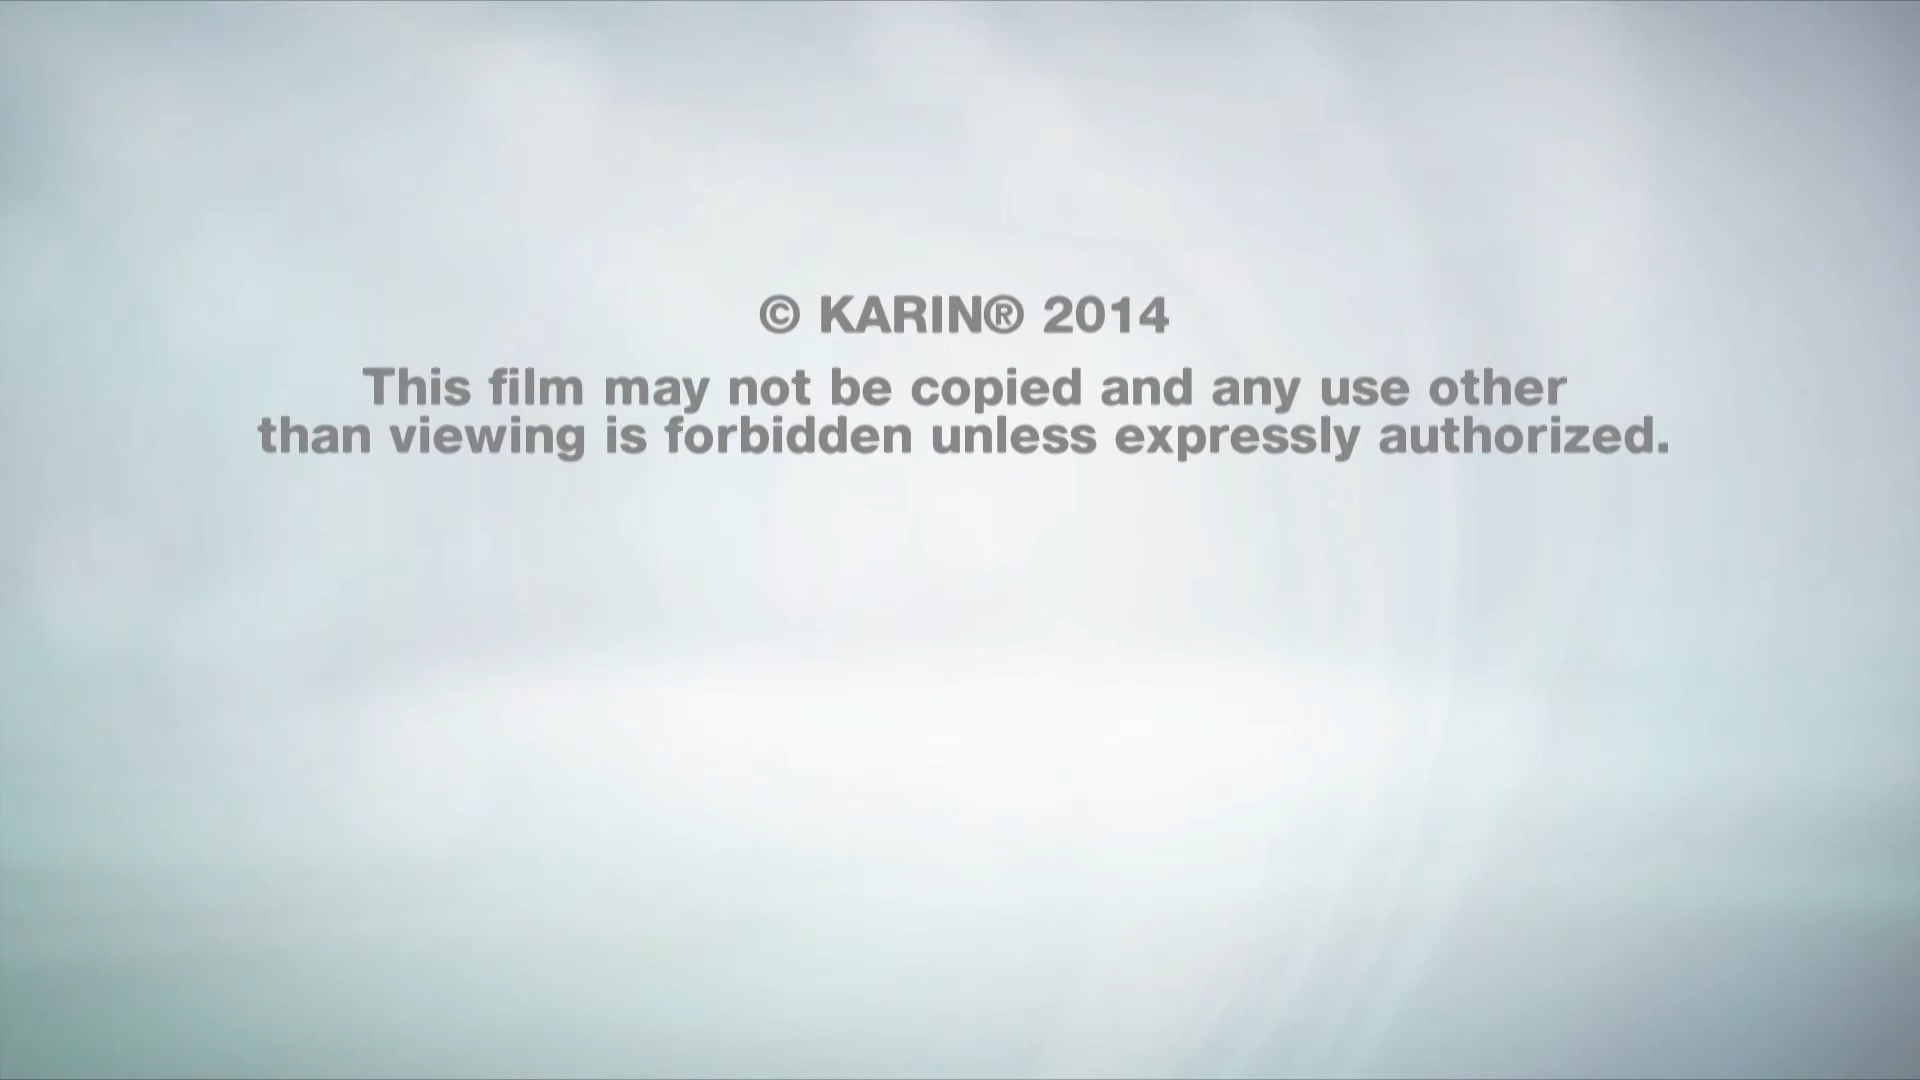 © KARIN® 2014
This film may not be copied and any use other
than viewing is forbidden unless expressly authorized.